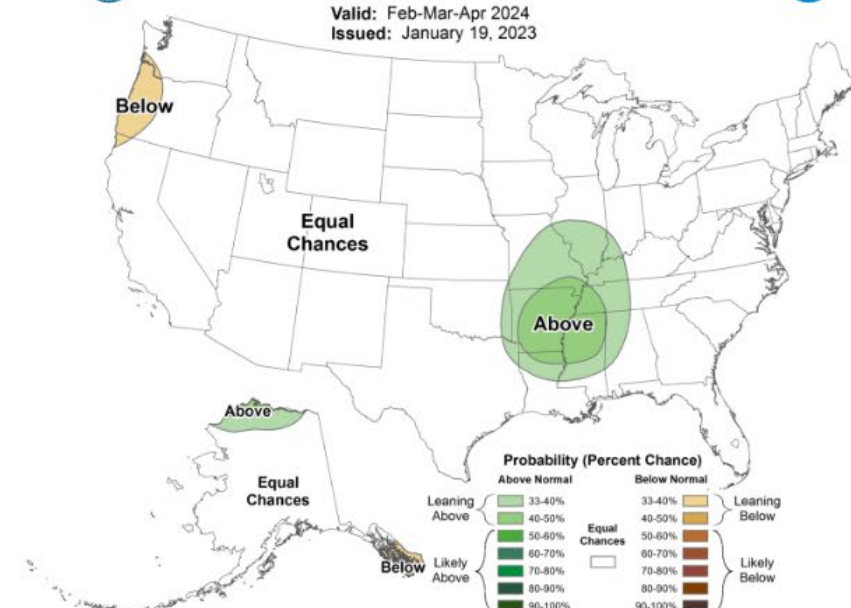 Valid: Feb-Mar-Apr 2024
Issued: January 19, 2023
Below
Equal
Chances
Above
Above
Equal
Chances
Below
Probability (Percent Chance)
Above Normal
Below Normal
Leaning
Above
33-40%
40-50%
Likely
Above
50-60%
60-70%
70-80%
80-90%
90-100%
Equal
Chances
33-40%
40-50%
Leaning
Below
50-60%
60-70%
70-80%
80-90%
90-100%
Likely
Below